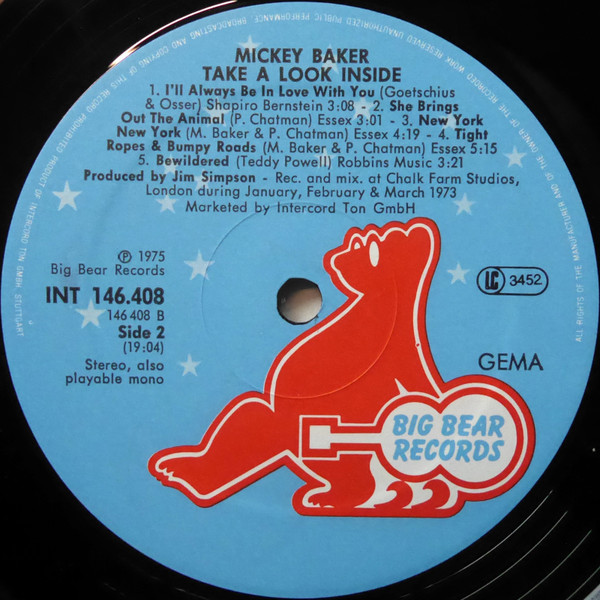 MICKEY BAKER
TAKE A LOOK INSIDE
1. I'll Always Be In Love With You (Goetschius
& Osser) Shapiro Bernstein 3:08 - 2. She Brings
Out The Animal (P. Chatman) Essex 3:01 - 3. New York
New York (M. Baker & P. Chatman) Essex 4:19 - 4. Tight
Ropes & Bumpy Roads (M. Baker & P. Chatman) Essex 5:15
5. Bewildered (Teddy Powell) Robbins Music 3:21
Produced by Jim Simpson - Rec. and mix. at Chalk Farm Studios,
London during January, February & March 1973
Marketed by Intercord Ton GmbH
Ⓟ 1975
Big Bear Records
INT 146.408
146 408 B
Side 2
(19:04)
Stereo, also
playable mono
LC 3452
GEMA
BIG BEAR
RECORDS
ALL RIGHTS OF THE MANUFACTURER AND OF THE OWNER OF THE RECORDED WORK RESERVED UNAUTHORIZED PUBLIC PERFORMANCE, BROADCASTING AND COPYING OF THIS RECORD PROHIBITED PRODUCT OF INTERCORD TON GMBH, STUTTGART